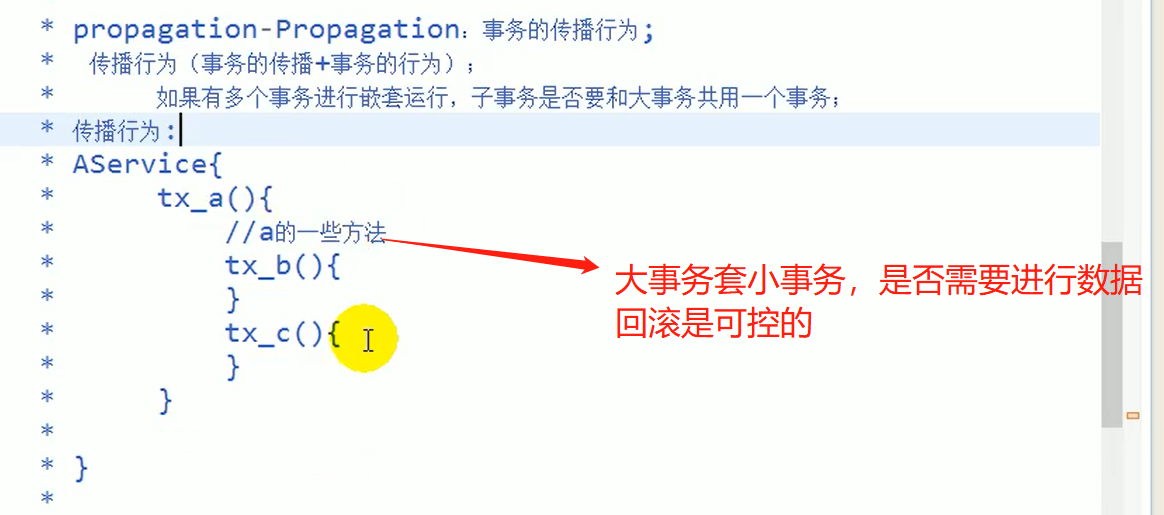 * propagation-Propagation：事务的传播行为;
* 传播行为（事务的传播+事务的行为）;
* 如果有多个事务进行嵌套运行，子事务是否要和大事务共用一个事务;
* 传播行为:
* AService{
* tx_a(){
* //a的一些方法
* tx_b(){
* }
* tx_c(){
* }
* }
*
* }
*
大事务套小事务，是否需要进行数据
回滚是可控的